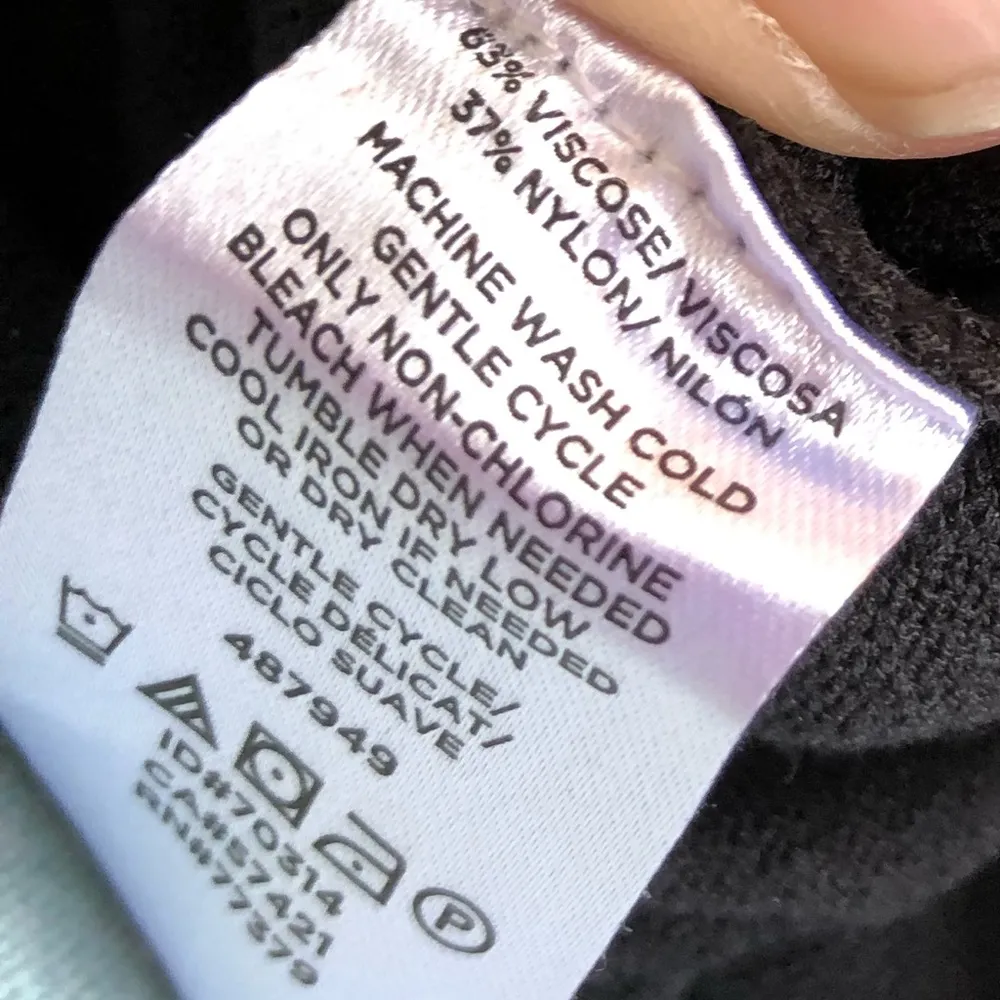 63% VISCOSE/ VISCOSA
37% NYLON/ NILÓN
MACHINE WASH COLD
GENTLE CYCLE
ONLY NON-CHLORINE
BLEACH WHEN NEEDED
TUMBLE DRY LOW
COOL IRON IF NEEDED
OR DRY CLEAN
GENTLE CYCLE/
CYCLE DÉLICAT/
CICLO SUAVE
487949
P
ID#70314
CA#57421
RN#77379